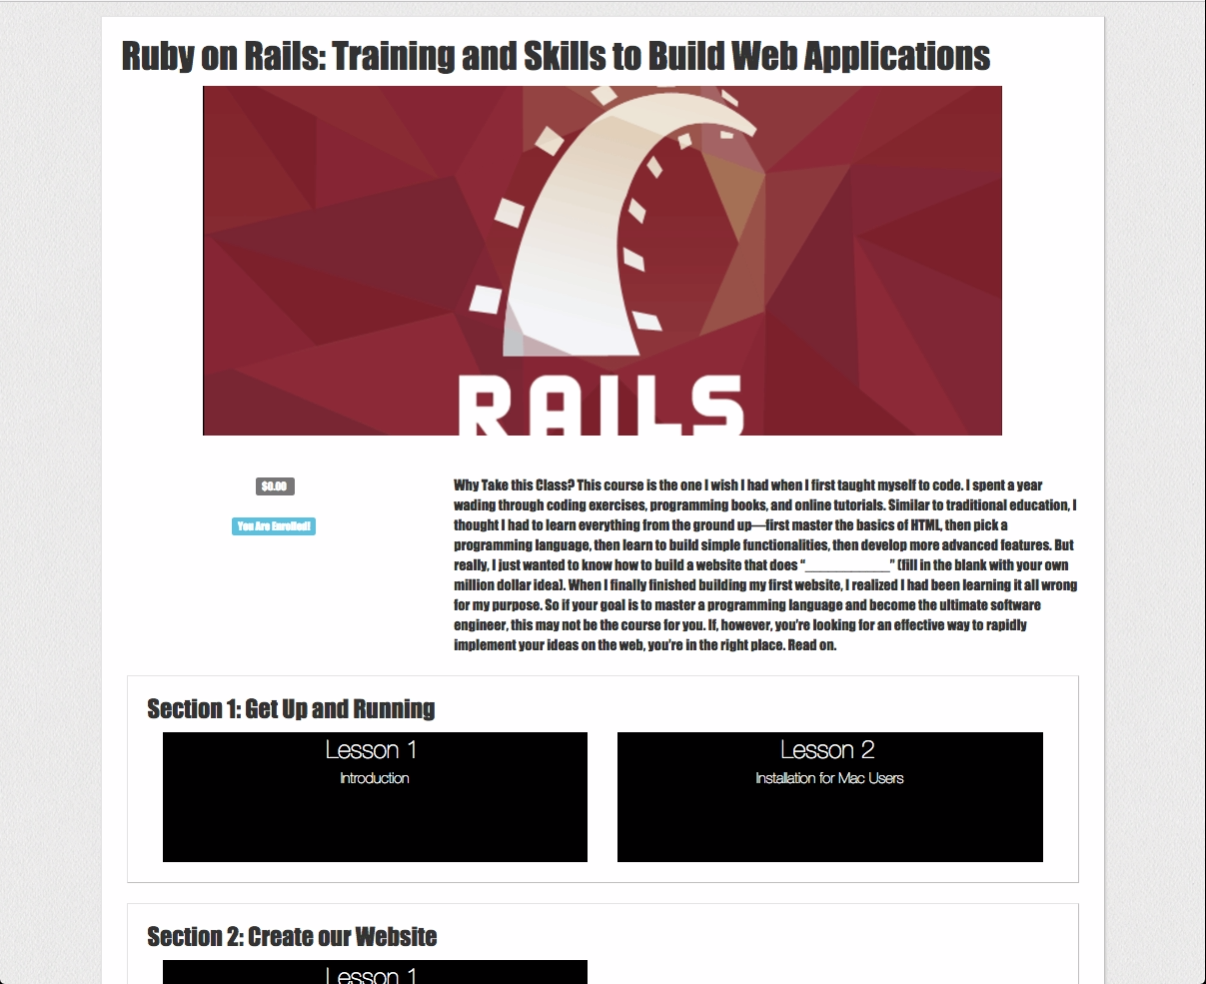 Ruby on Rails: Training and Skills to Build Web Applications
RAILS
$0.00
You Are Enrolled!
Why Take this Class? This course is the one I wish I had when I first taught myself to code. I spent a year
wading through coding exercises, programming books, and online tutorials. Similar to traditional education, I
thought I had to learn everything from the ground up—first master the basics of HTML, then pick a
programming language, then learn to build simple functionalities, then develop more advanced features. But
really, I just wanted to know how to build a website that does “____________” (fill in the blank with your own
million dollar idea). When I finally finished building my first website, I realized I had been learning it all wrong
for my purpose. So if your goal is to master a programming language and become the ultimate software
engineer, this may not be the course for you. If, however, you’re looking for an effective way to rapidly
implement your ideas on the web, you’re in the right place. Read on.
Section 1: Get Up and Running
Lesson 1
Introduction
Lesson 2
Installation for Mac Users
Section 2: Create our Website
Lesson 1